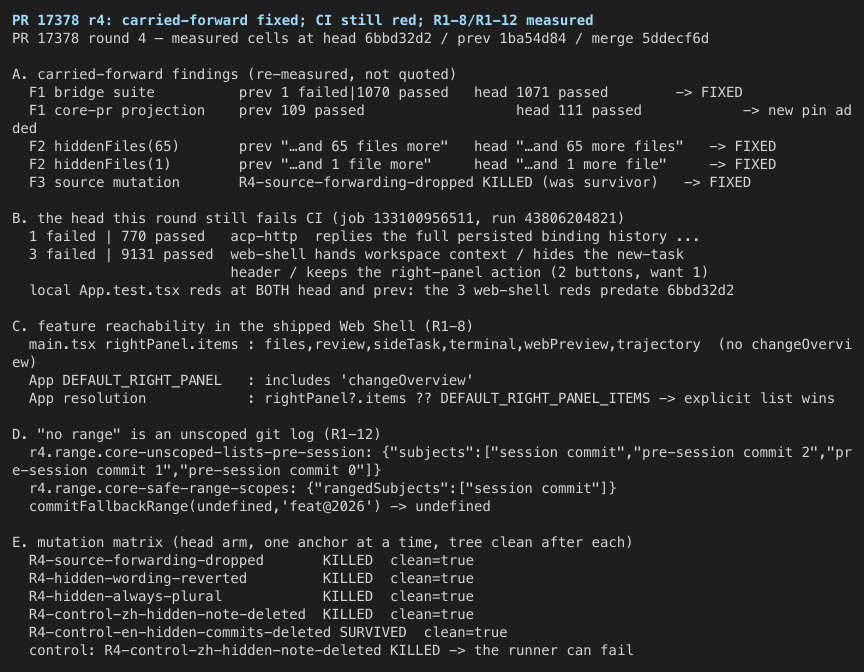 PR 17378 r4: carried-forward fixed; CI still red; R1-8/R1-12 measured
PR 17378 round 4 — measured cells at head 6bbd32d2 / prev 1ba54d84 / merge 5ddecf6d
A. carried-forward findings (re-measured, not quoted)
F1 bridge suite prev 1 failed|1070 passed head 1071 passed -> FIXED
F1 core-pr projection prev 109 passed head 111 passed -> new pin ad
ded
F2 hiddenFiles(65) prev "…and 65 files more" head "…and 65 more files" -> FIXED
F2 hiddenFiles(1) prev "…and 1 file more" head "…and 1 more file" -> FIXED
F3 source mutation R4-source-forwarding-dropped KILLED (was survivor) -> FIXED
B. the head this round still fails CI (job 133100956511, run 43806204821)
1 failed | 770 passed acp-http replies the full persisted binding history ...
3 failed | 9131 passed web-shell hands workspace context / hides the new-task
header / keeps the right-panel action (2 buttons, want 1)
local App.test.tsx reds at BOTH head and prev: the 3 web-shell reds predate 6bbd32d2
C. feature reachability in the shipped Web Shell (R1-8)
main.tsx rightPanel.items : files,review,sideTask,terminal,webPreview,trajectory (no changeOvervi
ew)
App DEFAULT_RIGHT_PANEL : includes 'changeOverview'
App resolution : rightPanel?.items ?? DEFAULT_RIGHT_PANEL_ITEMS -> explicit list wins
D. "no range" is an unscoped git log (R1-12)
r4.range.core-unscoped-lists-pre-session: {"subjects":["session commit","pre-session commit 2","pr
e-session commit 1","pre-session commit 0"]}
r4.range.core-safe-range-scopes: {"rangedSubjects":["session commit"]}
commitFallbackRange(undefined,'feat@2026') -> undefined
E. mutation matrix (head arm, one anchor at a time, tree clean after each)
R4-source-forwarding-dropped KILLED clean=true
R4-hidden-wording-reverted KILLED clean=true
R4-hidden-always-plural KILLED clean=true
R4-control-zh-hidden-note-deleted KILLED clean=true
R4-control-en-hidden-commits-deleted SURVIVED clean=true
control: R4-control-zh-hidden-note-deleted KILLED -> the runner can fail